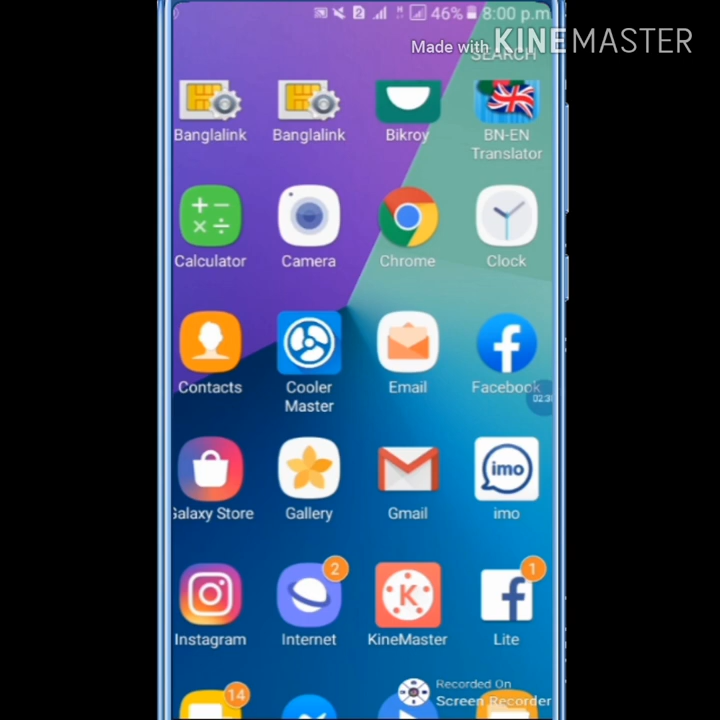 46% 8:00 p.m
Made with KINEMASTER
SEARCH
Banglalink
Banglalink
Bikroy
BN-EN
Translator
Calculator
Camera
Chrome
Clock
Contacts
Cooler
Master
Email
Facebook
Galaxy Store
Gallery
Gmail
imo
imo
Instagram
2
Internet
K
KineMaster
1
Lite
14
Recorded On
Screen Recorder